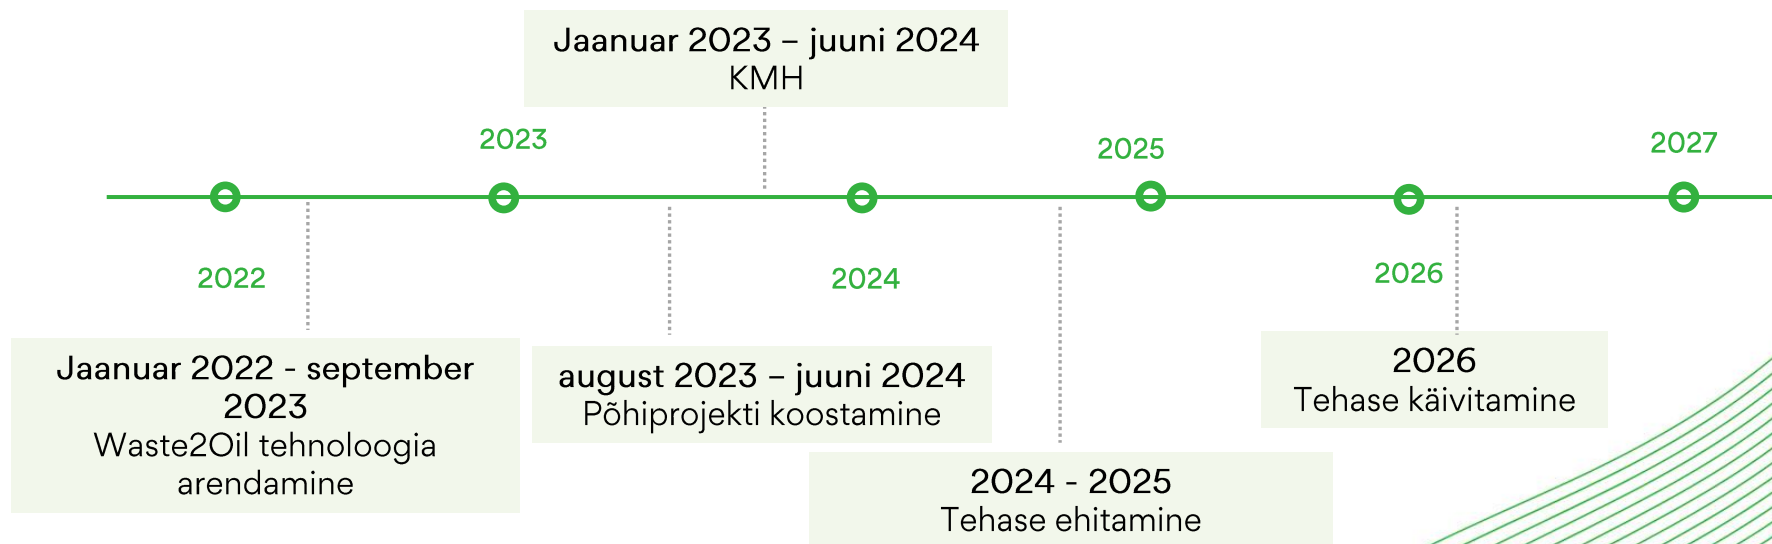 Jaanuar 2023 – juuni 2024
KMH
2023
2025
2027
2022
2024
2026
Jaanuar 2022 - september
2023
Waste2Oil tehnoloogia
arendamine
august 2023 – juuni 2024
Põhiprojekti koostamine
2024 - 2025
Tehase ehitamine
2026
Tehase käivitamine